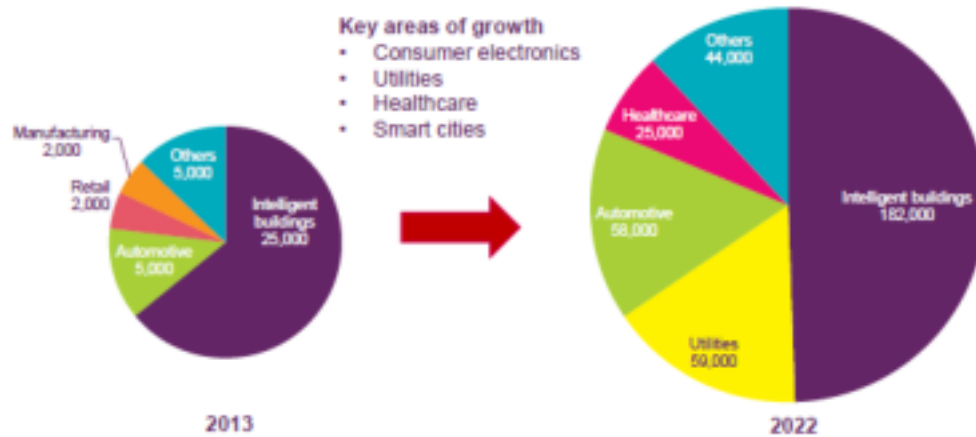 Key areas of growth
• Consumer electronics
• Utilities
• Healthcare
• Smart cities
Manufacturing
2,000
Others
5,000
Retail
2,000
Intelligent
buildings
25,000
Automotive
5,000
2013
Others
44,000
Healthcare
25,000
Intelligent buildings
182,000
Automotive
58,000
Utilities
59,000
2022